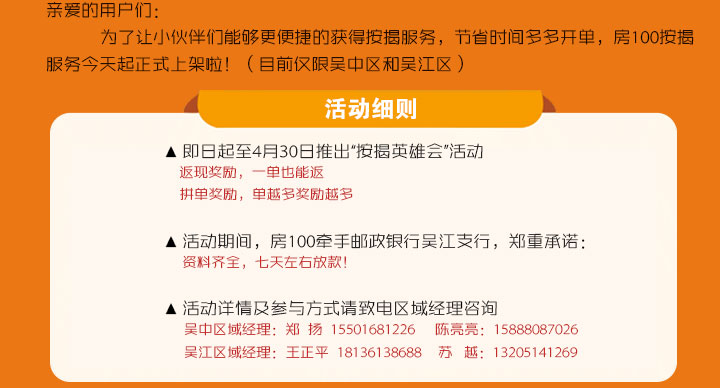 亲爱的用户们：
为了让小伙伴们能够更便捷的获得按揭服务，节省时间多多开单，房100按揭
服务今天起正式上架啦！（目前仅限吴中区和吴江区）
活动细则
▲ 即日起至4月30日推出“按揭英雄会”活动
返现奖励，一单也能返
拼单奖励，单越多奖励越多
▲ 活动期间，房100牵手邮政银行吴江支行，郑重承诺：
资料齐全，七天左右放款！
▲ 活动详情及参与方式请致电区域经理咨询
吴中区域经理：郑 扬 15501681226 陈亮亮：15888087026
吴江区域经理：王正平 18136138688 苏 越：13205141269